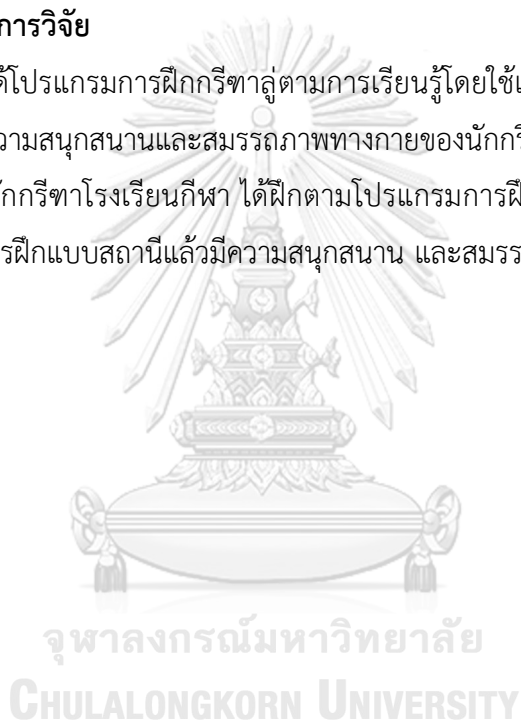 การวิจัย
ด้โปรแกรมการฝึกกรีฑาลู่ตามการเรียนรู้โดยใช้เ
วามสนุกสนานและสมรรถภาพทางกายของนักกรี
ักกรีฑาโรงเรียนกีฬา ได้ฝึกตามโปรแกรมการฝึ
รฝึกแบบสถานีแล้วมีความสนุกสนาน และสมรร
จุฬาลงกรณ์มหาวิทยาลัย
CHULALONGKORN UNIVERSITY